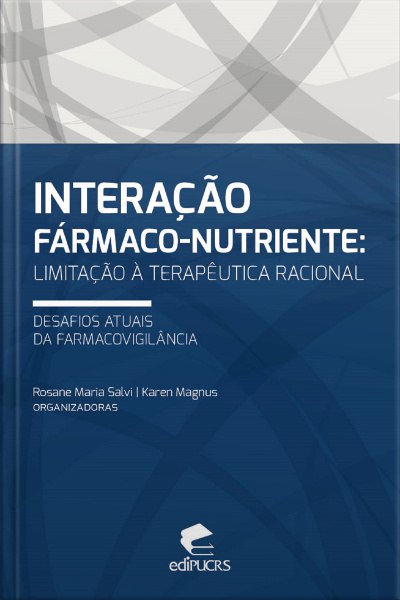 INTERAÇÃO
FÁRMACO-NUTRIENTE:
LIMITAÇÃO À TERAPÊUTICA RACIONAL
DESAFIOS ATUAIS
DA FARMACOVIGILÂNCIA
Rosane Maria Salvi | Karen Magnus
ORGANIZADORAS
ediPUCRS